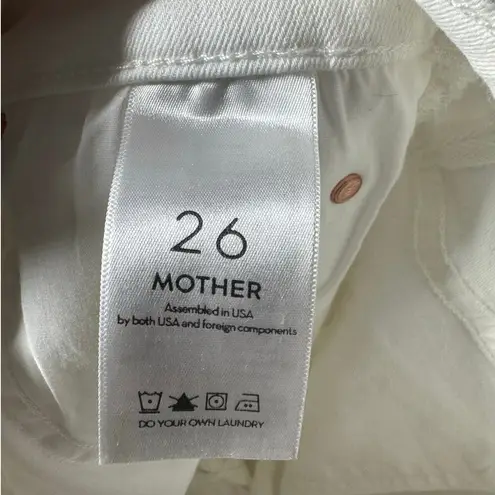 26
MOTHER
Assembled in USA
by both USA and foreign components
DO YOUR OWN LAUNDRY